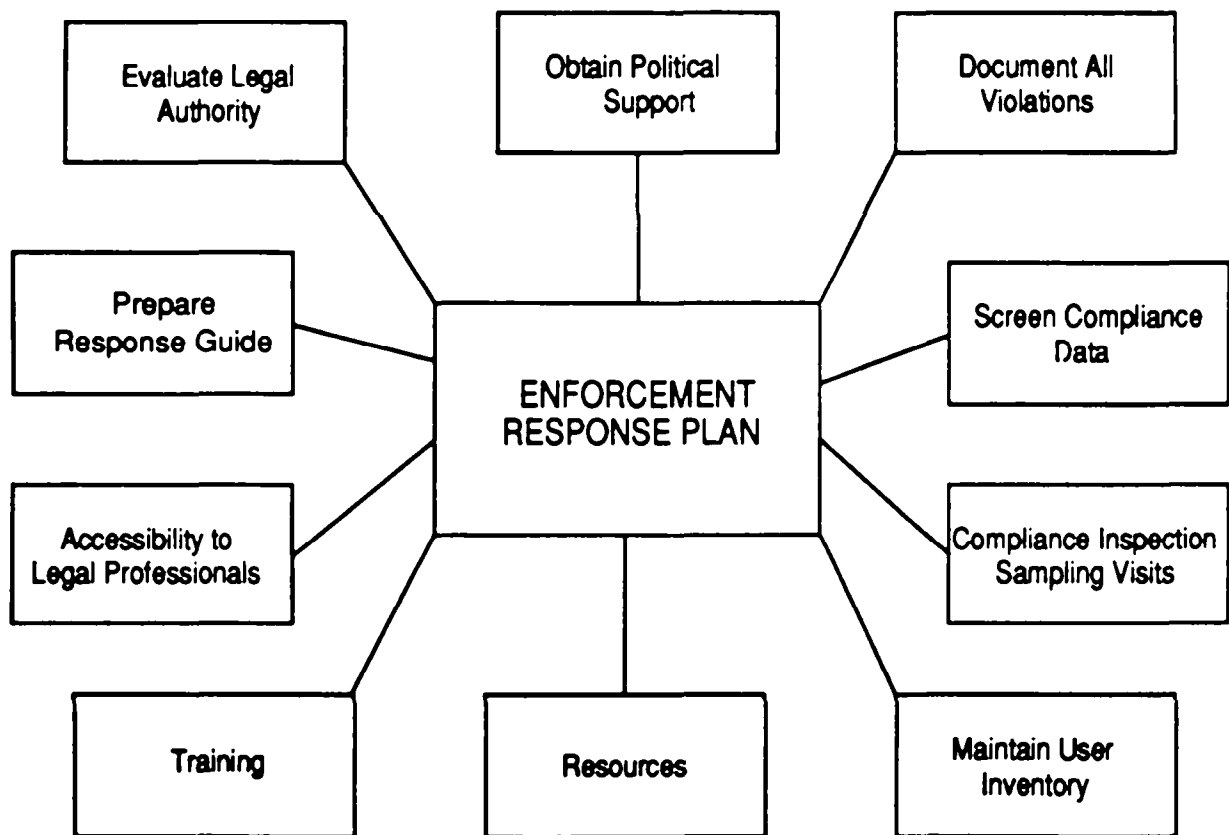 Evaluate Legal
Authority
Obtain Political
Support
Document All
Violations
Prepare
Response Guide
Screen Compliance
Data
ENFORCEMENT
RESPONSE PLAN
Accessibility to
Legal Professionals
Compliance Inspection
Sampling Visits
Training
Resources
Maintain User
Inventory